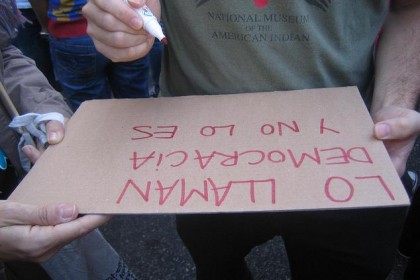 NATIONAL MUSEUM
OF THE
AMERICAN INDIAN
LO LLAMAN
DEMOCRACiA
Y NO LO ES